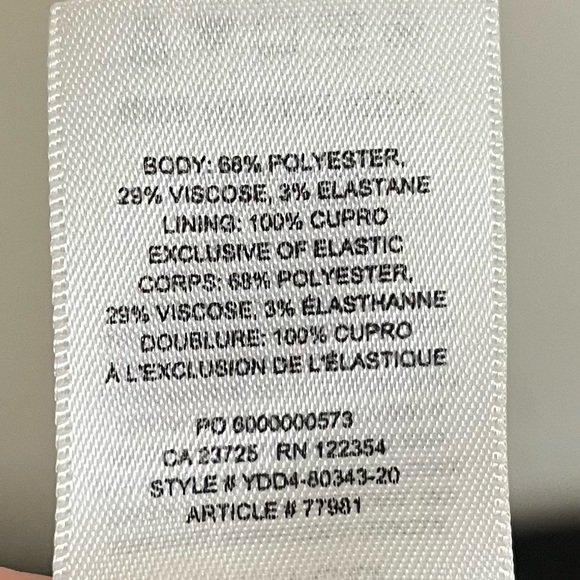 BODY: 68% POLYESTER,
29% VISCOSE, 3% ELASTANE
LINING: 100% CUPRO
EXCLUSIVE OF ELASTIC
CORPS: 68% POLYESTER,
29% VISCOSE, 3% ÉLASTHANNE
DOUBLURE: 100% CUPRO
À L'EXCLUSION DE L'ÉLASTIQUE
PO 6000000573
CA 23725 RN 122354
STYLE # YDD4-80343-20
ARTICLE # 77981